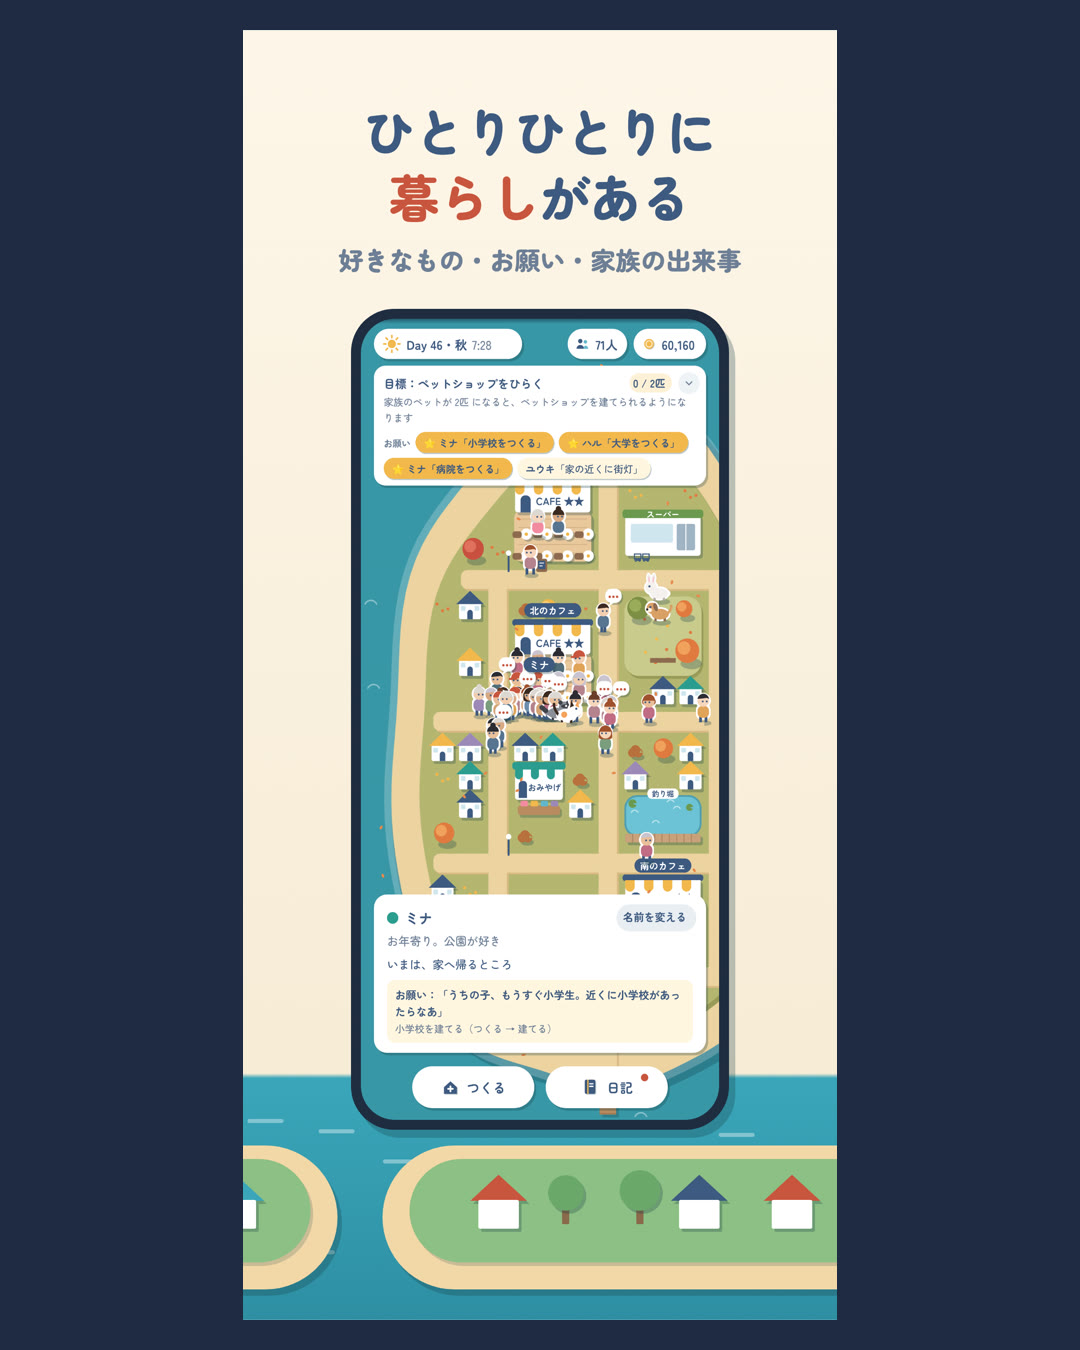 ひとりひとりに
暮らしがある
好きなもの・お願い・家族の出来事
Day 46・秋 7:28
71人
60,160
目標：ペットショップをひらく
0 / 2匹
家族のペットが 2匹 になると、ペットショップを建てられるようにな
ります
お願い
ミナ「小学校をつくる」
ハル「大学をつくる」
ミナ「病院をつくる」
ユウキ「家の近くに街灯」
CAFE ★★
スーパー
北のカフェ
CAFE ★★
ミナ
おみやげ
釣り堀
南のカフェ
ミナ
名前を変える
お年寄り。公園が好き
いまは、家へ帰るところ
お願い：「うちの子、もうすぐ小学生。近くに小学校があっ
たらなあ」
小学校を建てる（つくる → 建てる）
つくる
日記